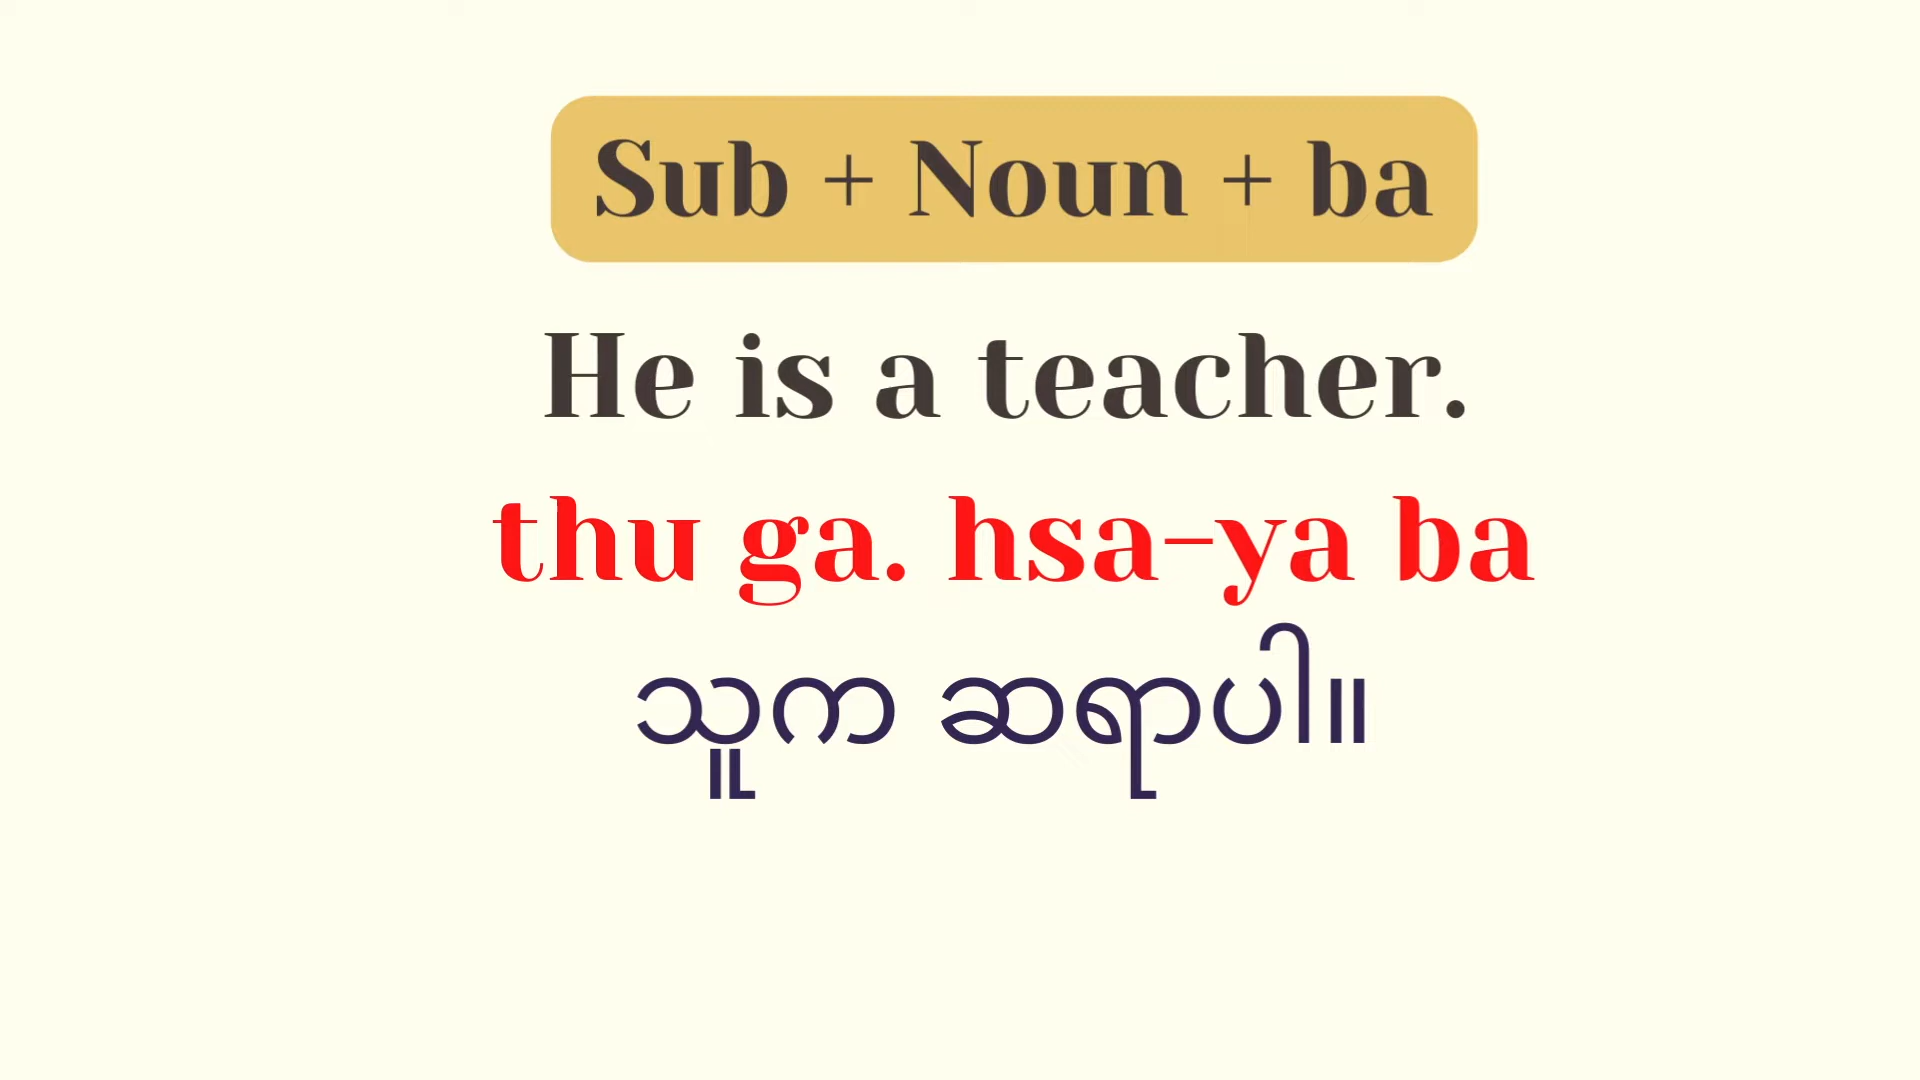 Sub + Noun + ba
He is a teacher.
thu ga. hsa-ya ba
သူက ဆရာပါ။